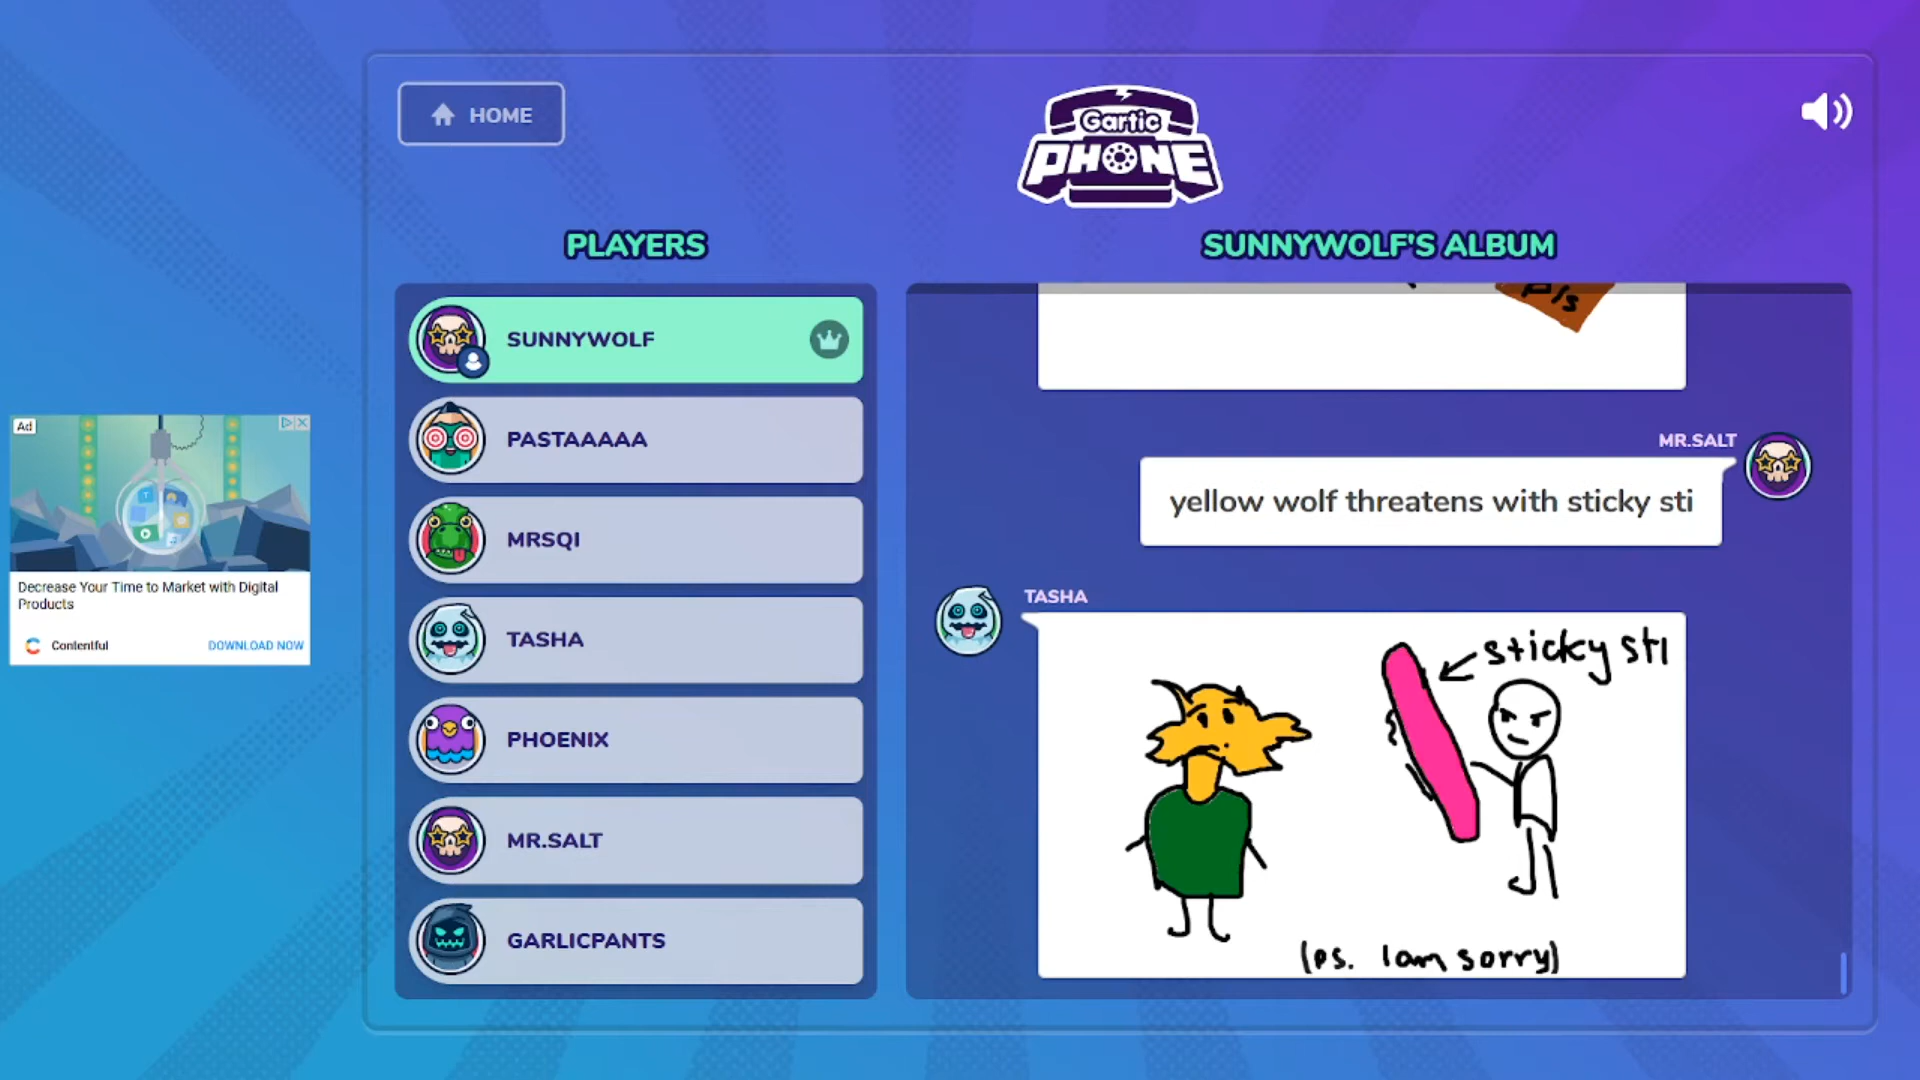 HOME
Gartic
PHONE
PLAYERS
SUNNYWOLF'S ALBUM
SUNNYWOLF
PASTAAAAA
MRSQI
TASHA
PHOENIX
MR.SALT
GARLICPANTS
Ad
Decrease Your Time to Market with Digital
Products
Contentful
DOWNLOAD NOW
MR.SALT
yellow wolf threatens with sticky sti
TASHA
sticky sti
(ps. I am sorry)